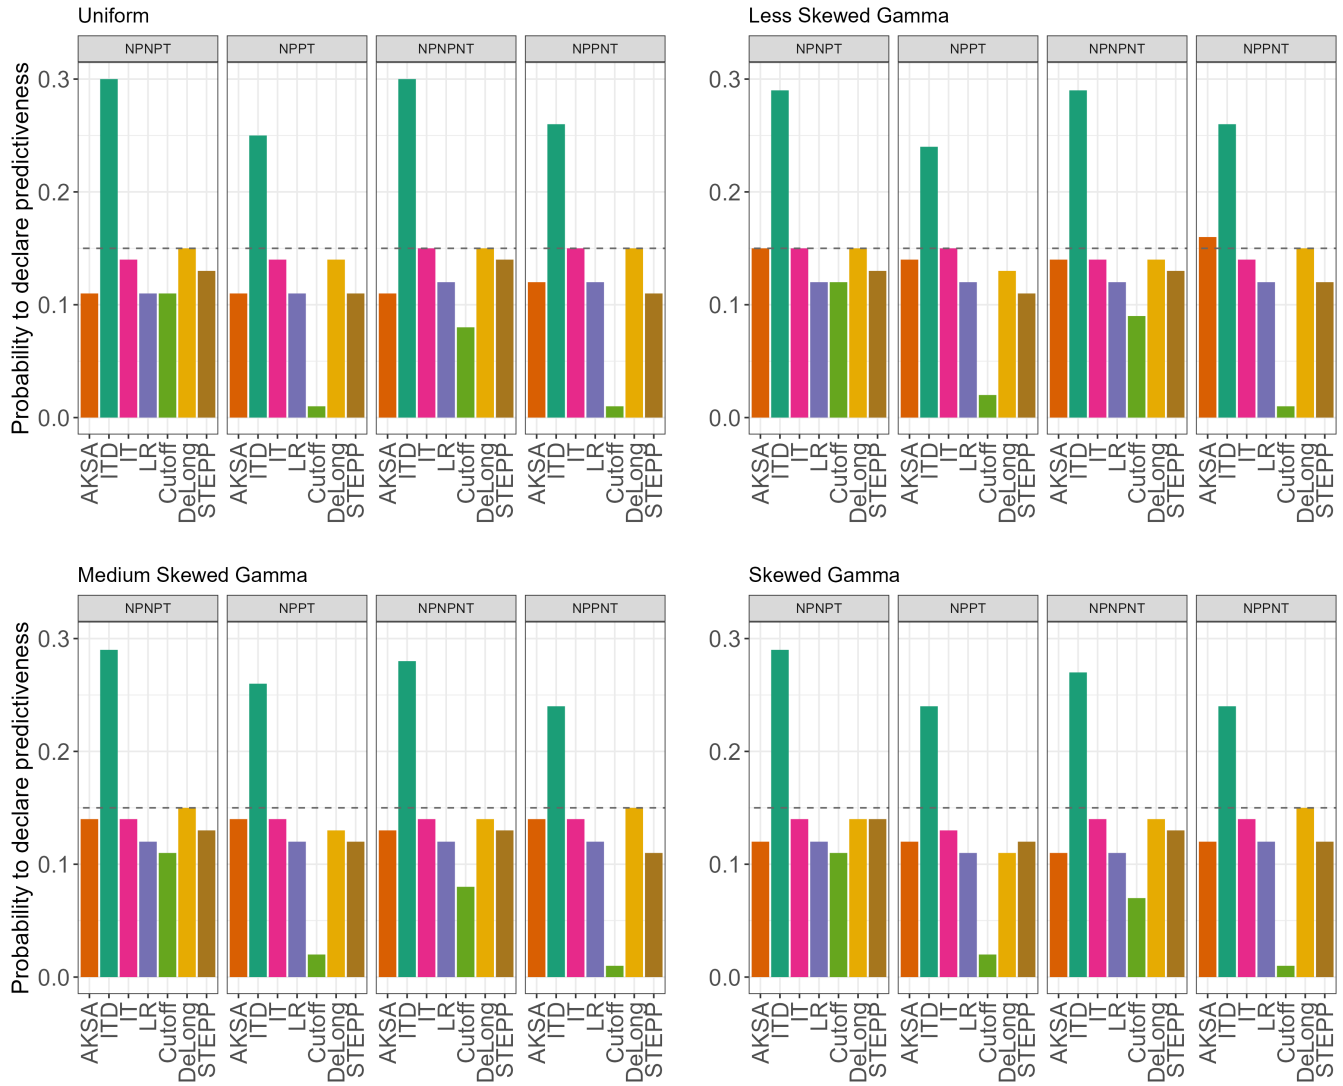 Uniform
NPNPT NPPT NPNPNT NPPNT
Probability to declare predictiveness
0.3
0.2
0.1
0.0
AKSA ITD IT LR Cutoff DeLong STEPP AKSA ITD IT LR Cutoff DeLong STEPP AKSA ITD IT LR Cutoff DeLong STEPP AKSA ITD IT LR Cutoff DeLong STEPP
Less Skewed Gamma
NPNPT NPPT NPNPNT NPPNT
0.3
0.2
0.1
0.0
AKSA ITD IT LR Cutoff DeLong STEPP AKSA ITD IT LR Cutoff DeLong STEPP AKSA ITD IT LR Cutoff DeLong STEPP AKSA ITD IT LR Cutoff DeLong STEPP
Medium Skewed Gamma
NPNPT NPPT NPNPNT NPPNT
Probability to declare predictiveness
0.3
0.2
0.1
0.0
AKSA ITD IT LR Cutoff DeLong STEPP AKSA ITD IT LR Cutoff DeLong STEPP AKSA ITD IT LR Cutoff DeLong STEPP AKSA ITD IT LR Cutoff DeLong STEPP
Skewed Gamma
NPNPT NPPT NPNPNT NPPNT
0.3
0.2
0.1
0.0
AKSA ITD IT LR Cutoff DeLong STEPP AKSA ITD IT LR Cutoff DeLong STEPP AKSA ITD IT LR Cutoff DeLong STEPP AKSA ITD IT LR Cutoff DeLong STEPP